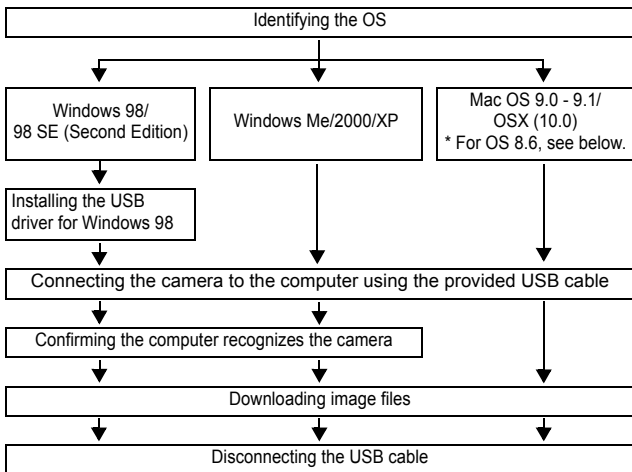 Identifying the OS
Windows 98/
98 SE (Second Edition)
Windows Me/2000/XP
Mac OS 9.0 - 9.1/
OSX (10.0)
* For OS 8.6, see below.
Installing the USB
driver for Windows 98
Connecting the camera to the computer using the provided USB cable
Confirming the computer recognizes the camera
Downloading image files
Disconnecting the USB cable